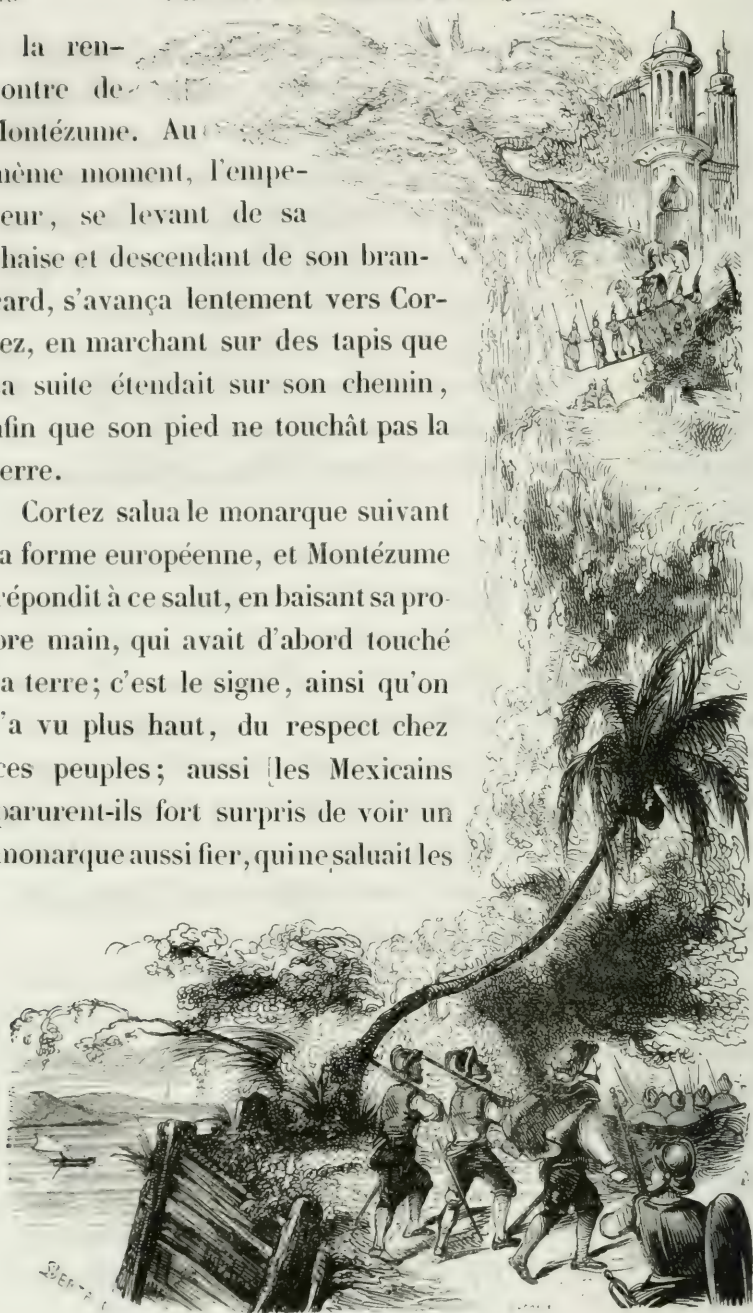 la ren-
ontre de
Montézume. Au
même moment, l'empe-
eur, se levant de sa
haise et descendant de son bran-
ard, s'avança lentement vers Cor-
ez, en marchant sur des tapis que
a suite étendait sur son chemin,
afin que son pied ne touchât pas la
erre.
Cortez salua le monarque suivant
a forme européenne, et Montézume
répondit à ce salut, en baisant sa pro-
pre main, qui avait d'abord touché
a terre; c'est le signe, ainsi qu'on
'a vu plus haut, du respect chez
ces peuples; aussi les Mexicains
parurent-ils fort surpris de voir un
monarque aussi fier, qui ne saluait les